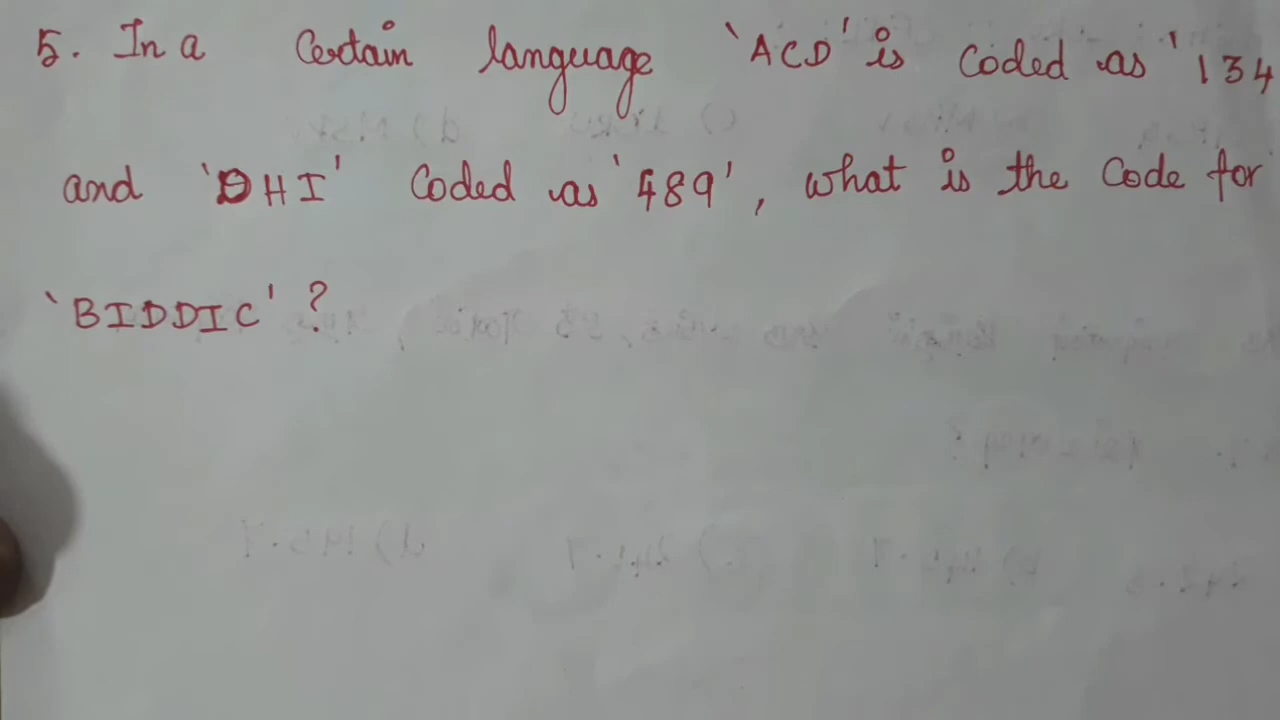 5. In a Certain language 'ACD' is Coded as '134
and 'DHI' Coded as '489', what is the Code for
'BIDDIC' ?